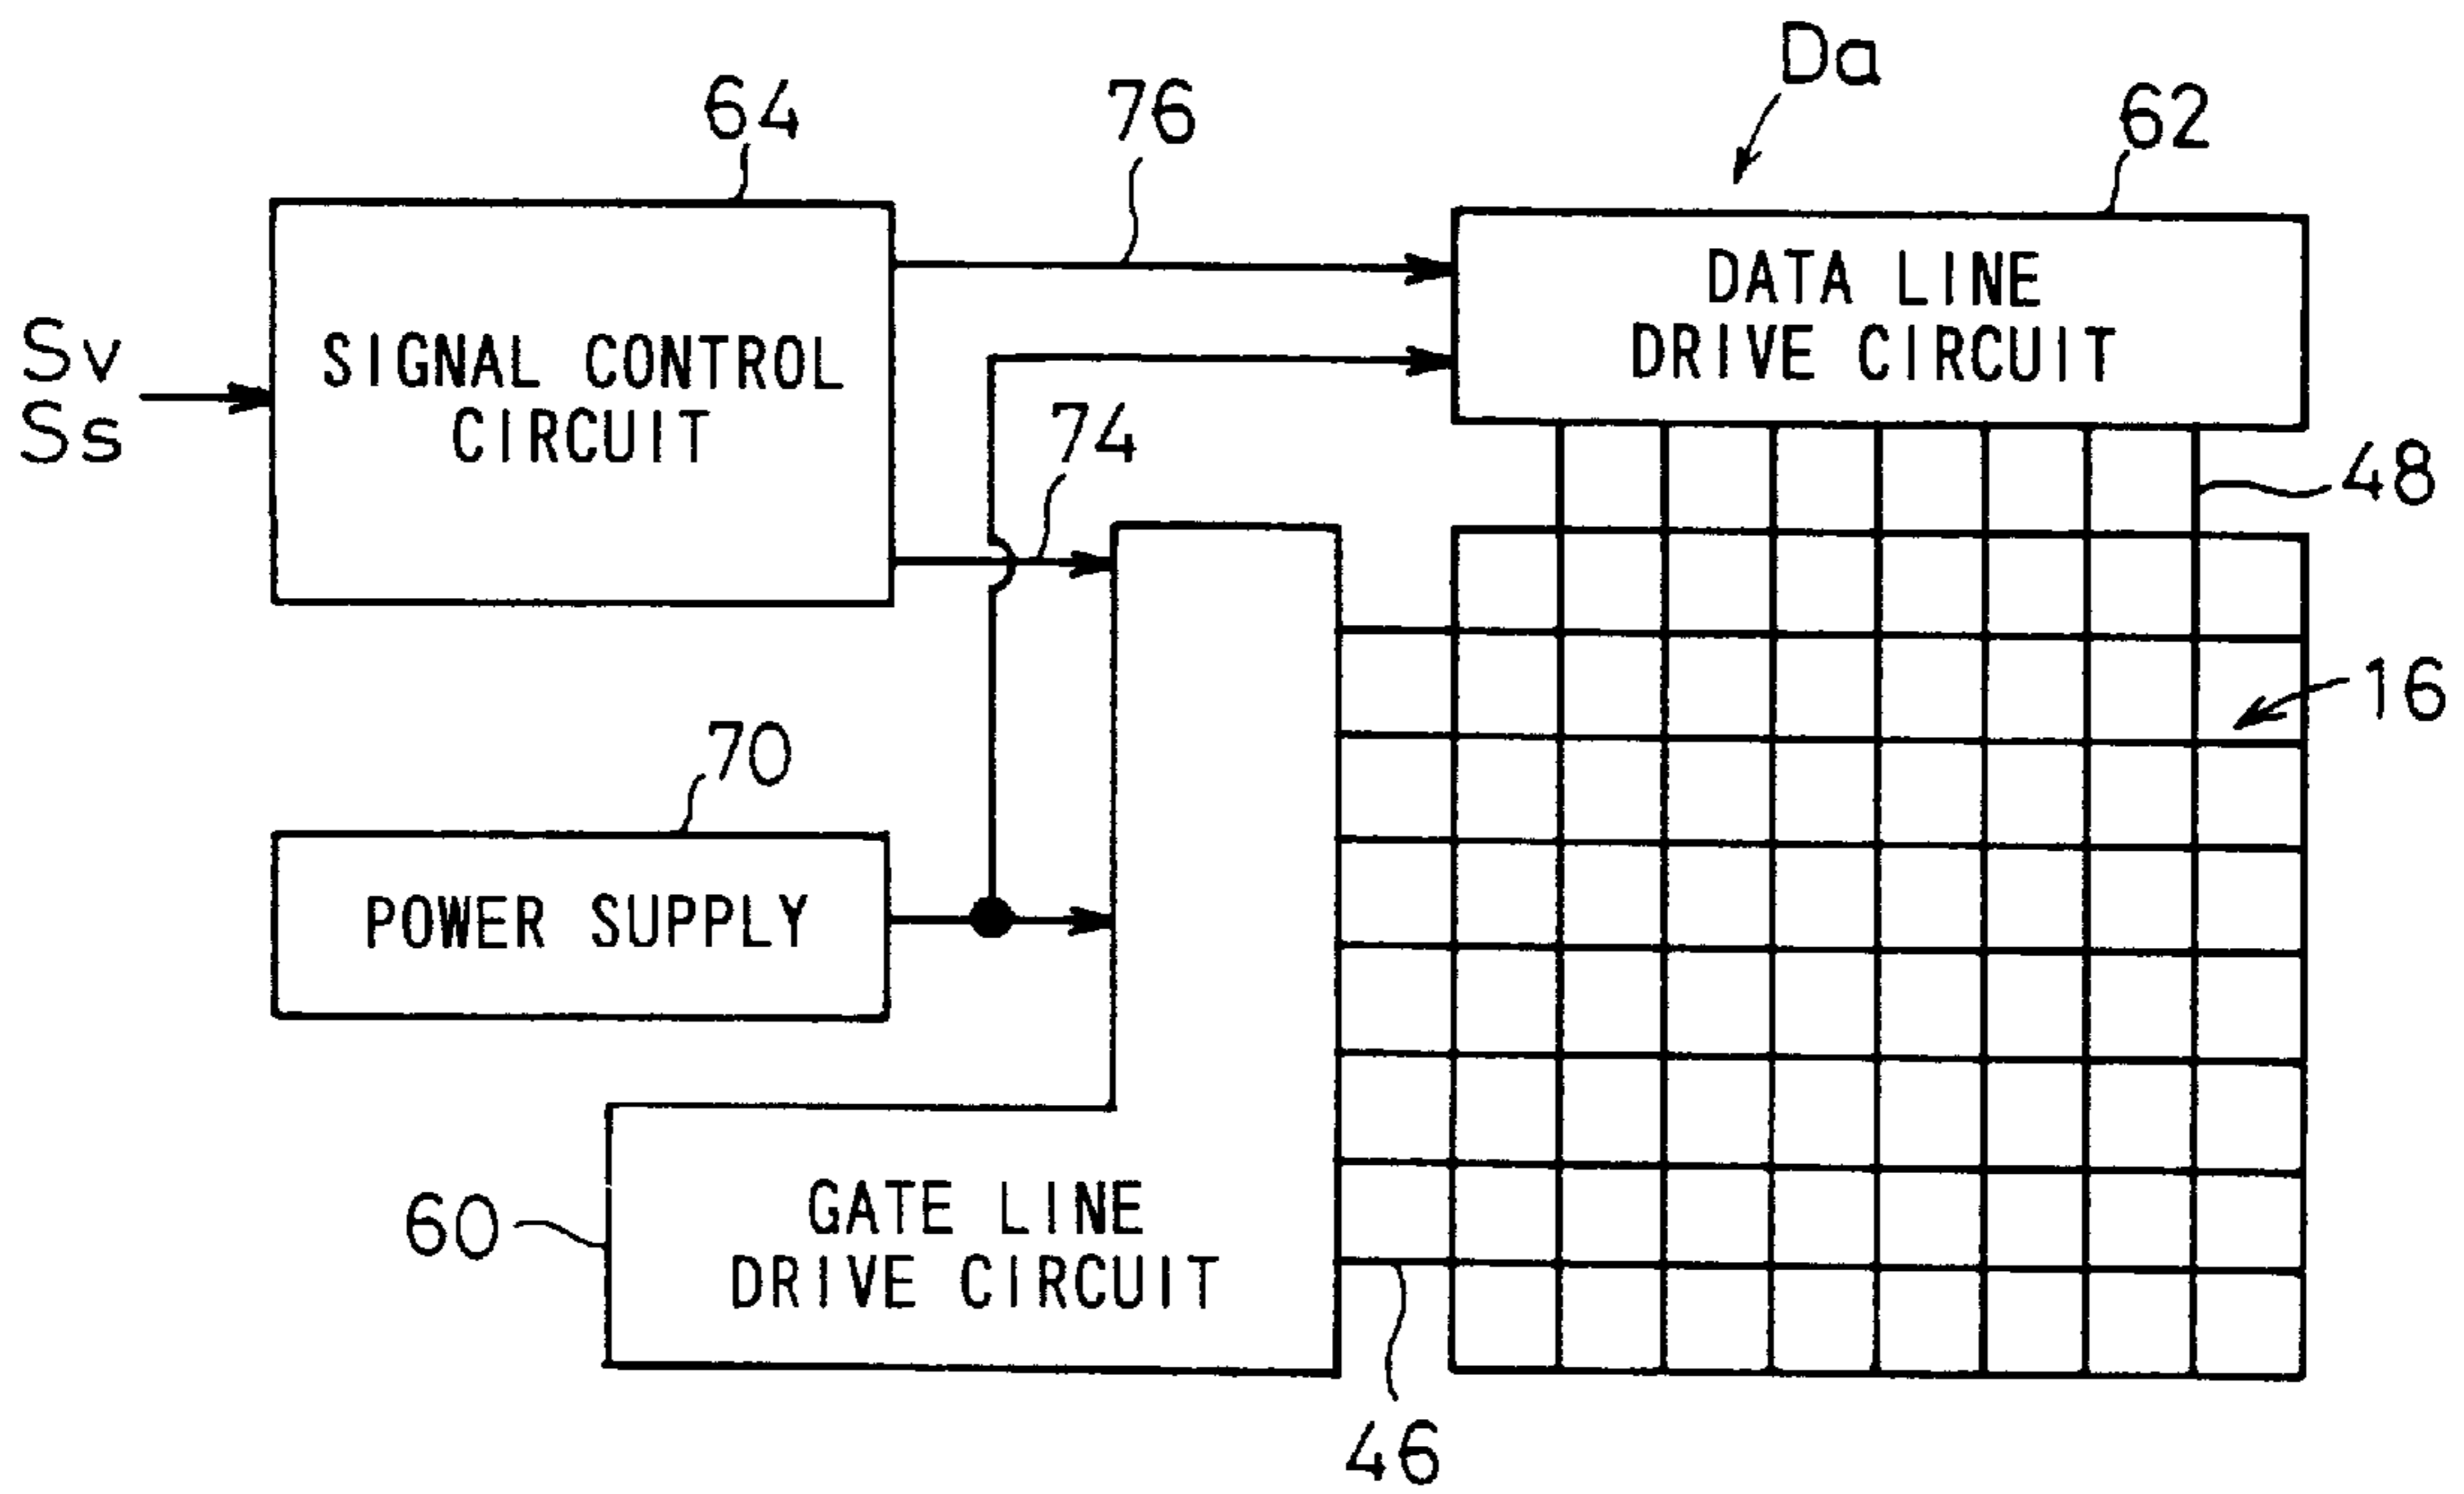 Da
64
76
62
DATA LINE
DRIVE CIRCUIT
Sv
Ss
SIGNAL CONTROL
CIRCUIT
74
48
16
70
POWER SUPPLY
60
GATE LINE
DRIVE CIRCUIT
46